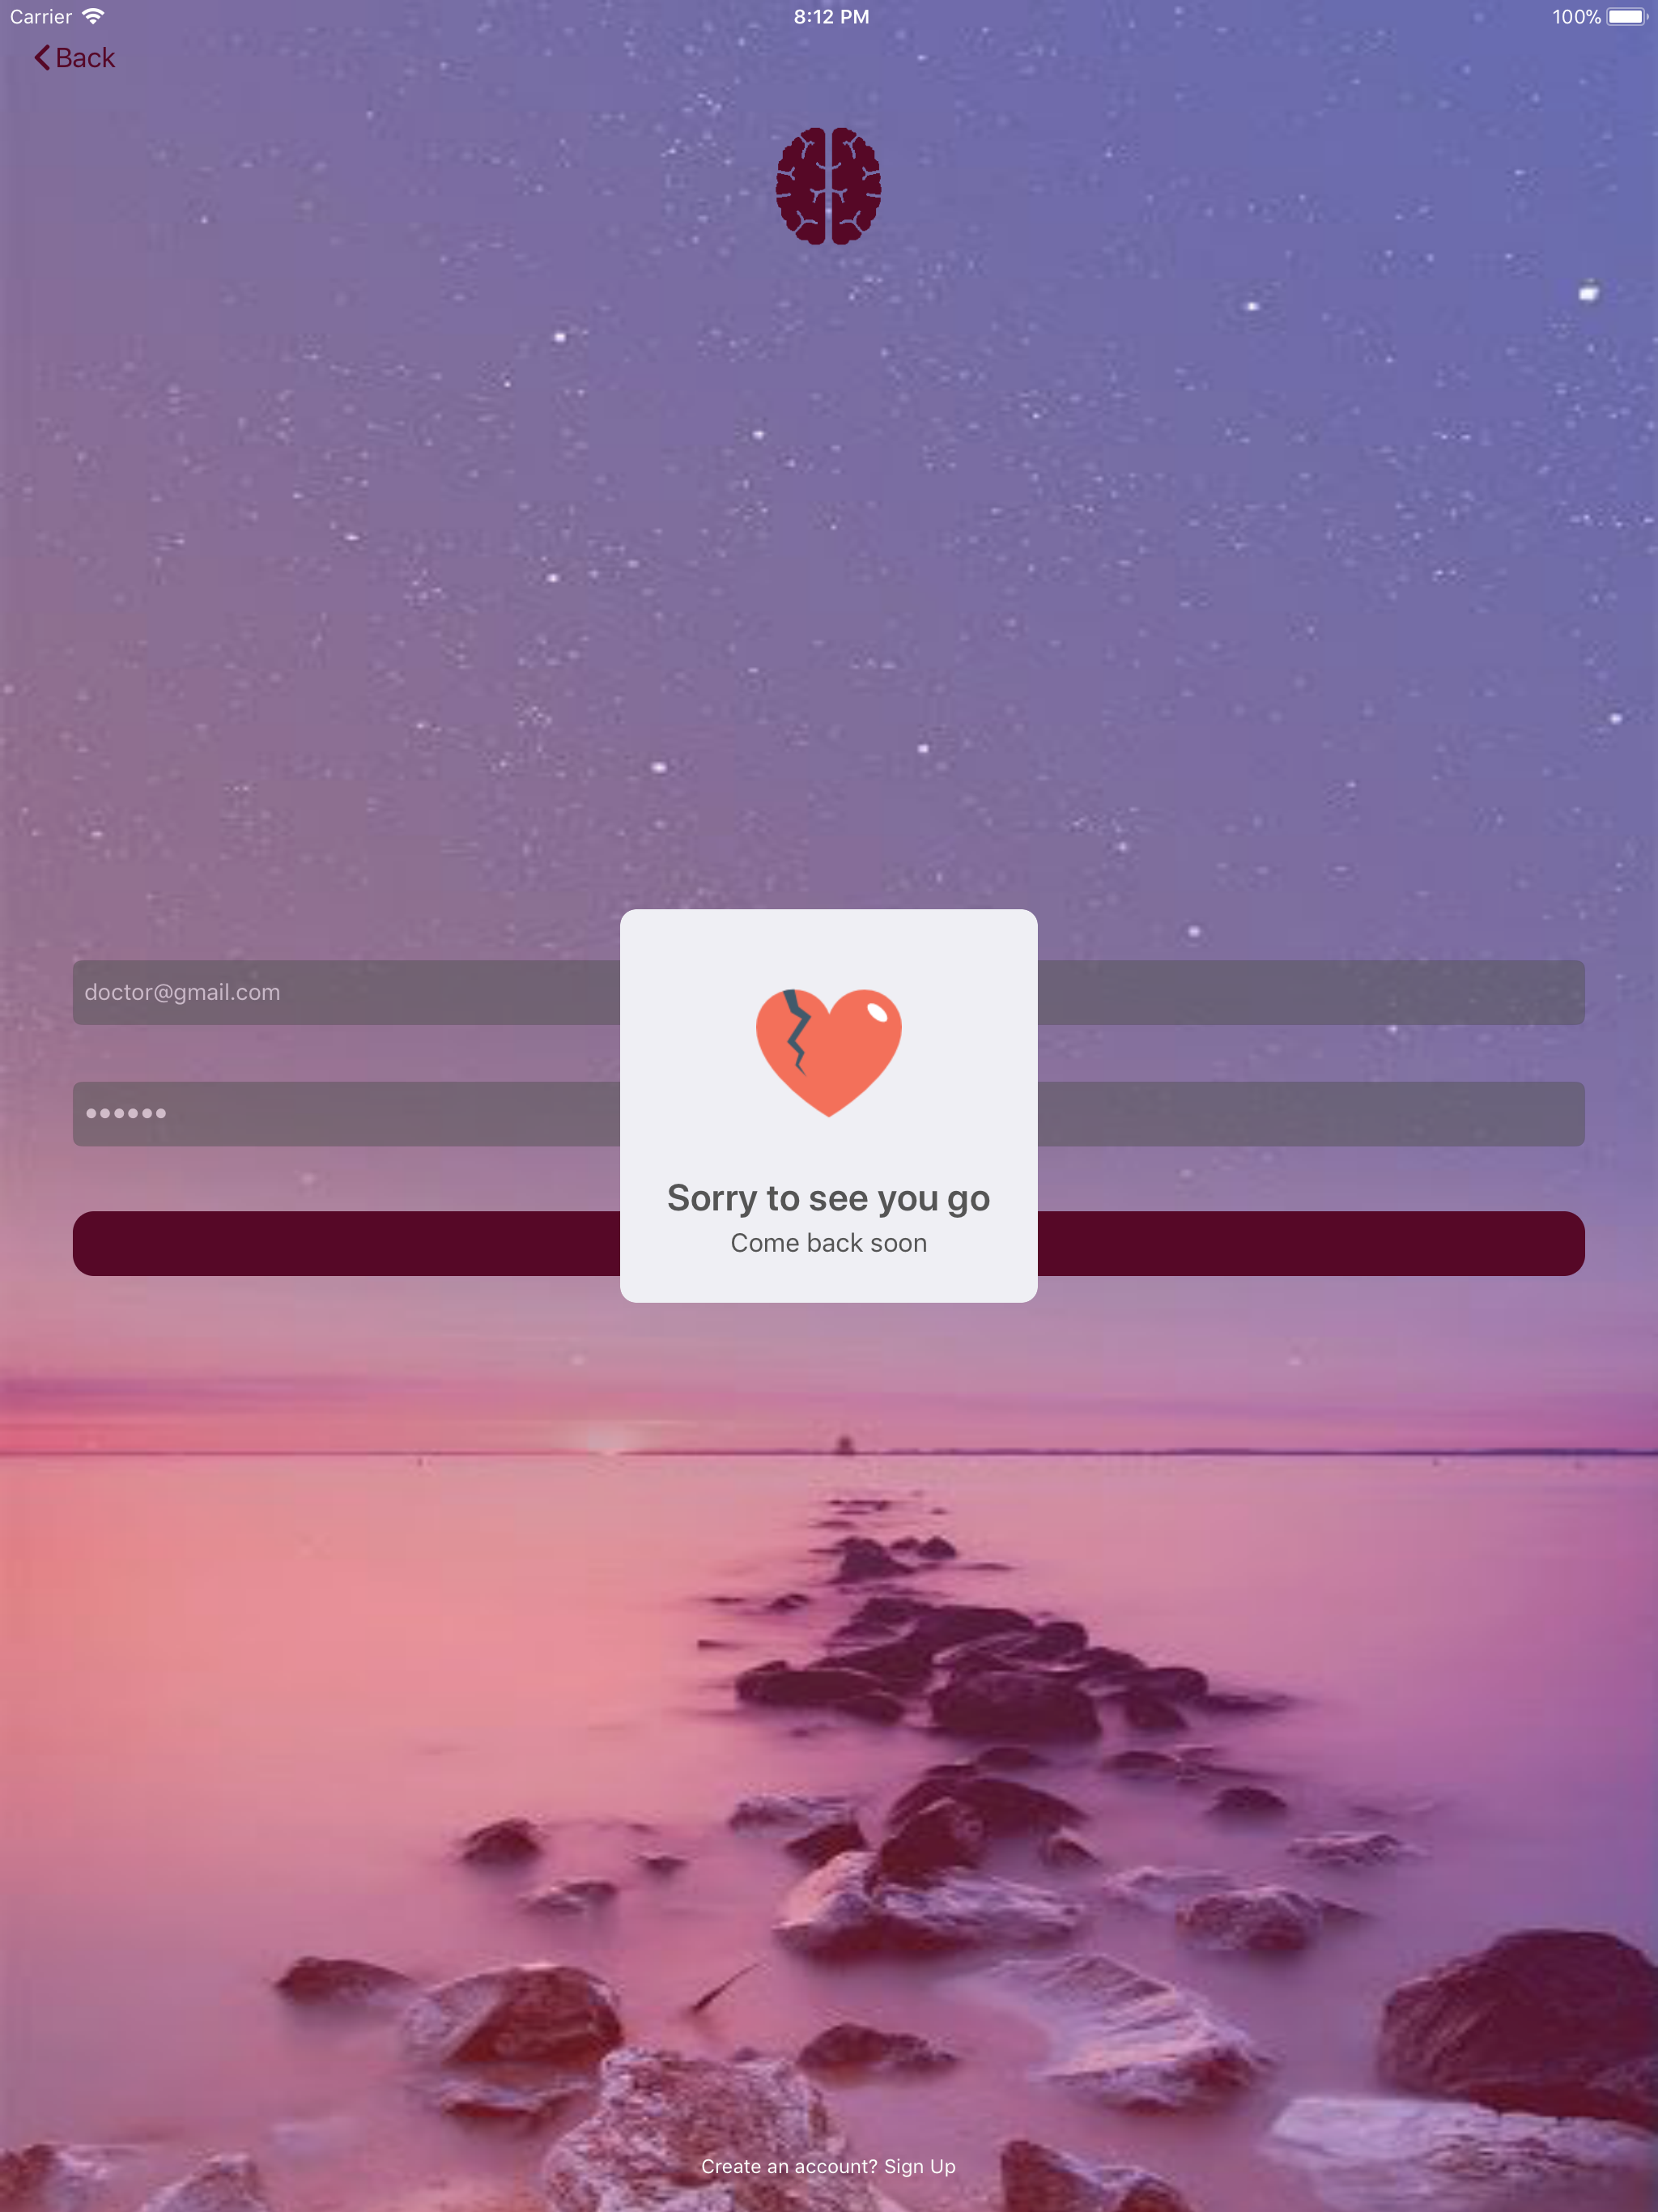 Carrier
8:12 PM
100%
Back
doctor@gmail.com
••••••
Sorry to see you go
Come back soon
Create an account? Sign Up